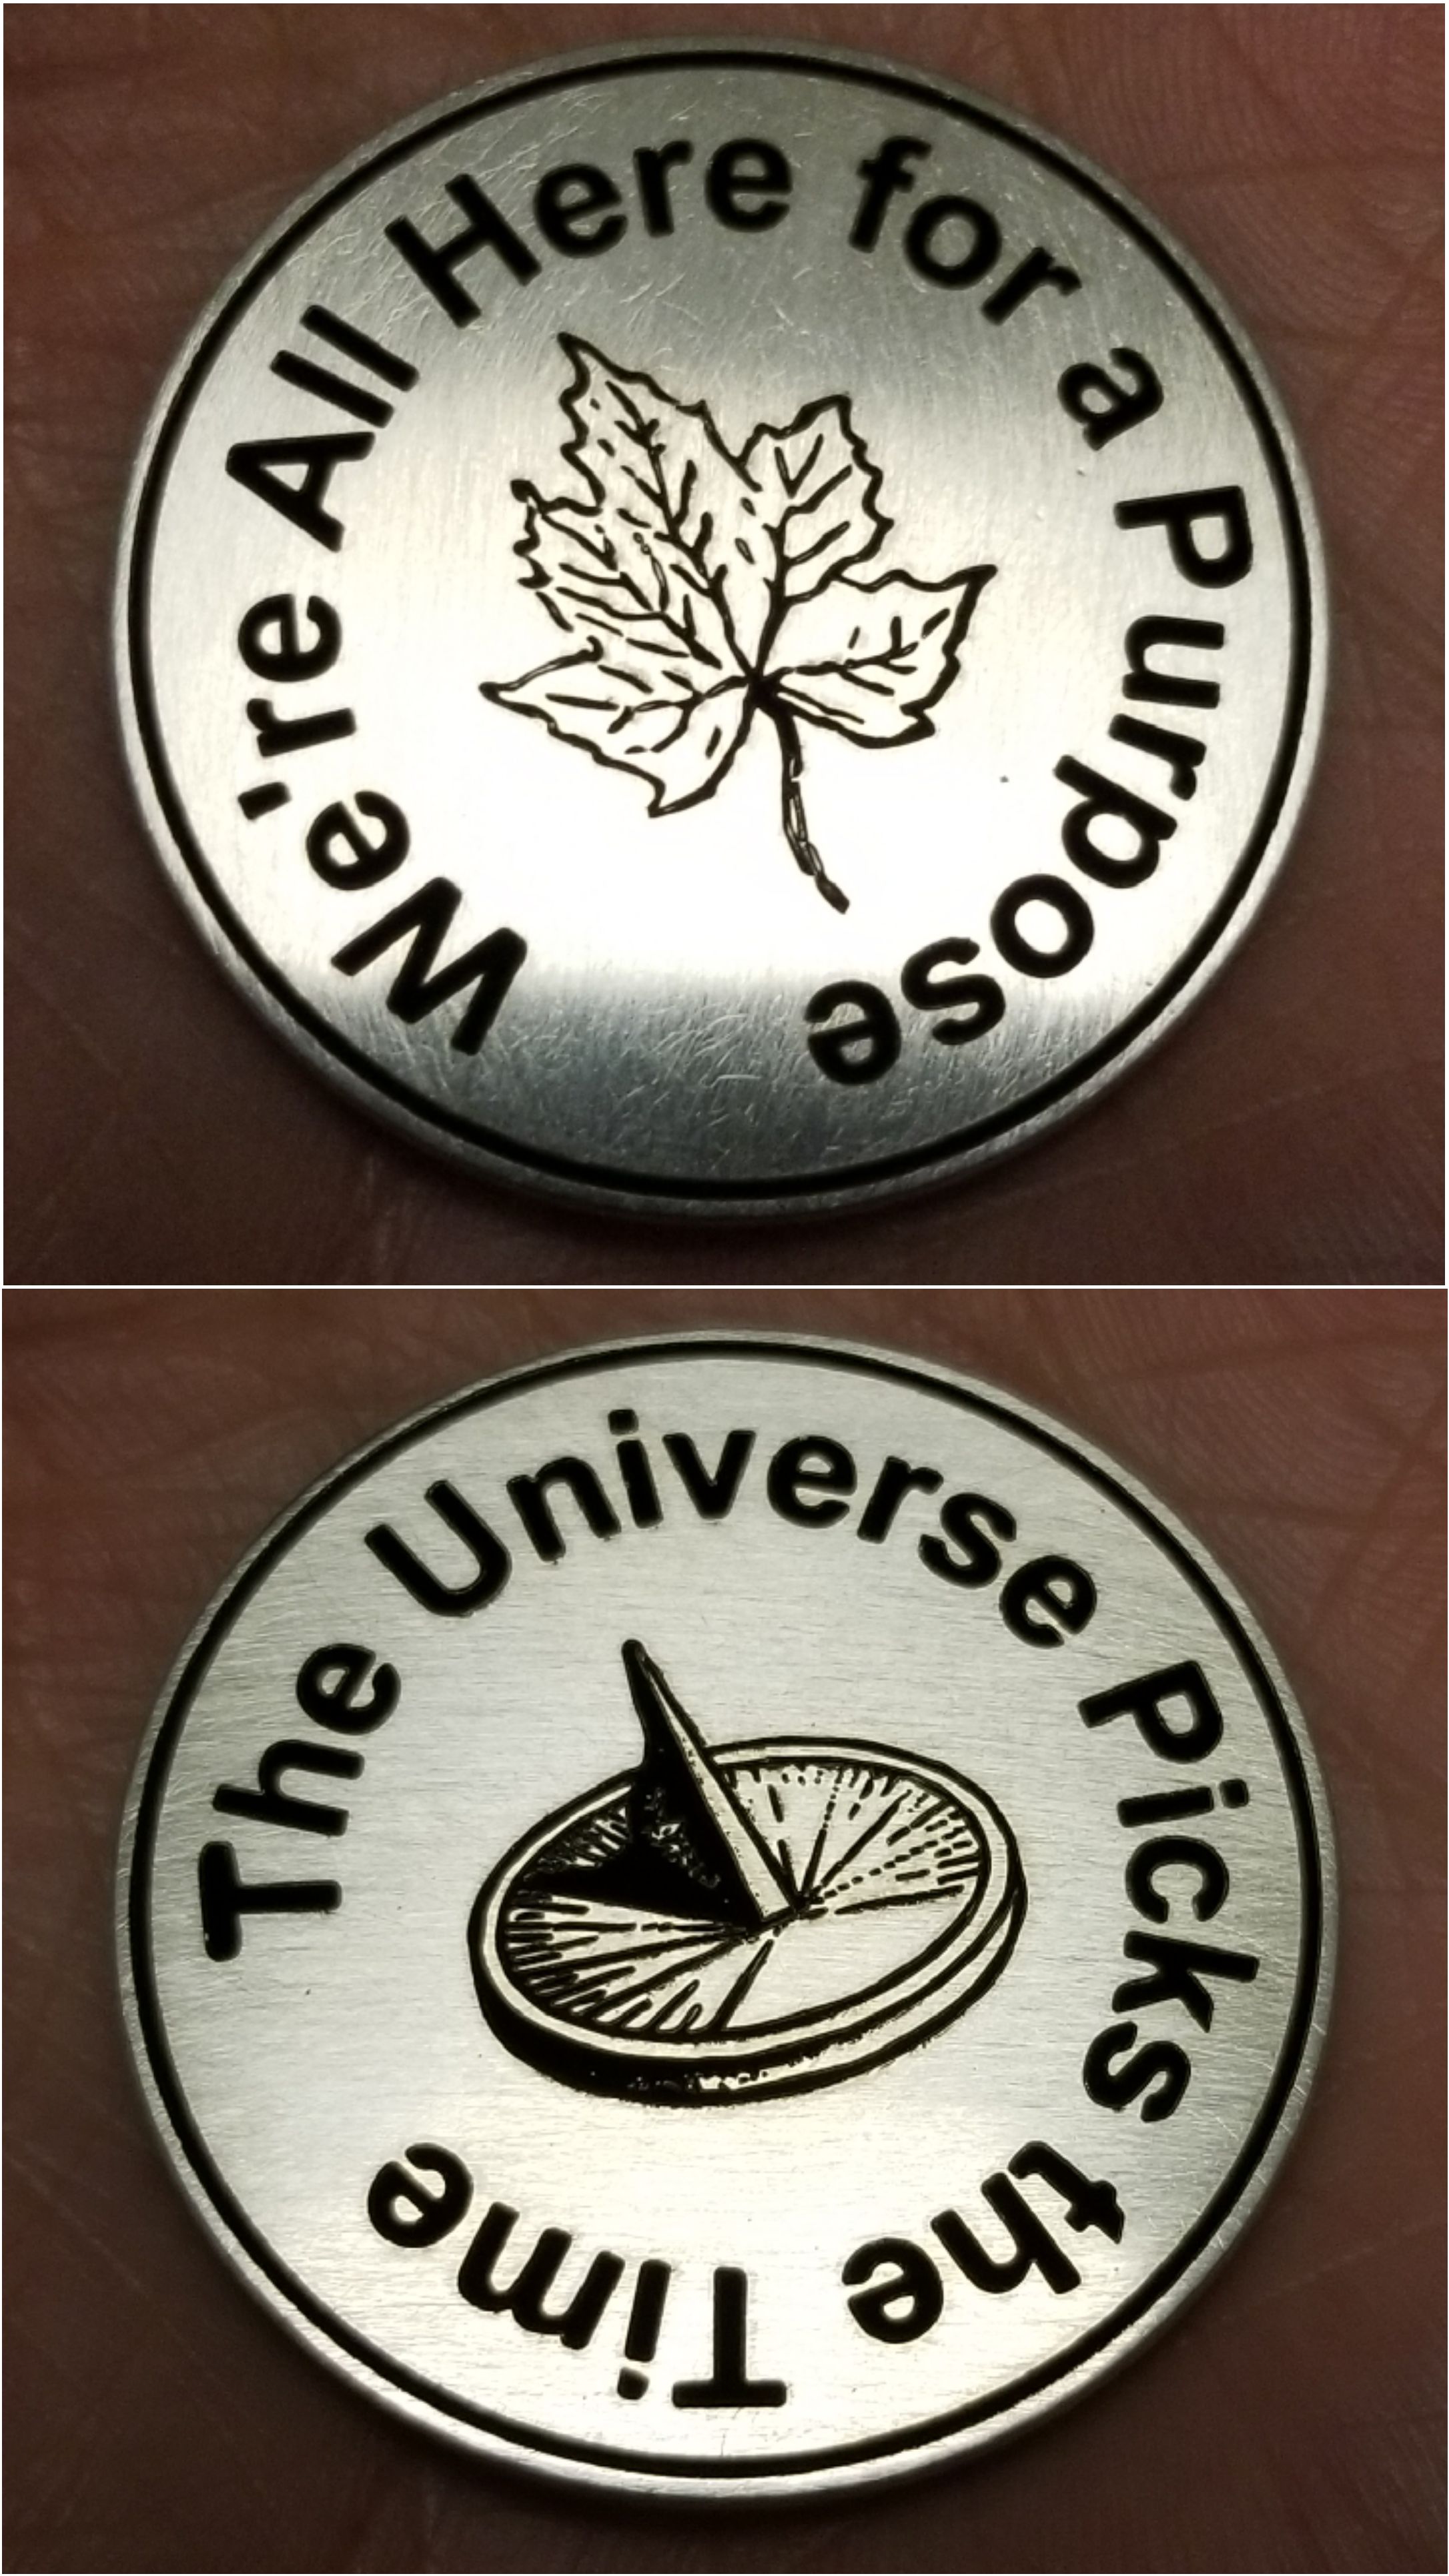 We're All Here for a Purpose
The Universe Picks the Time